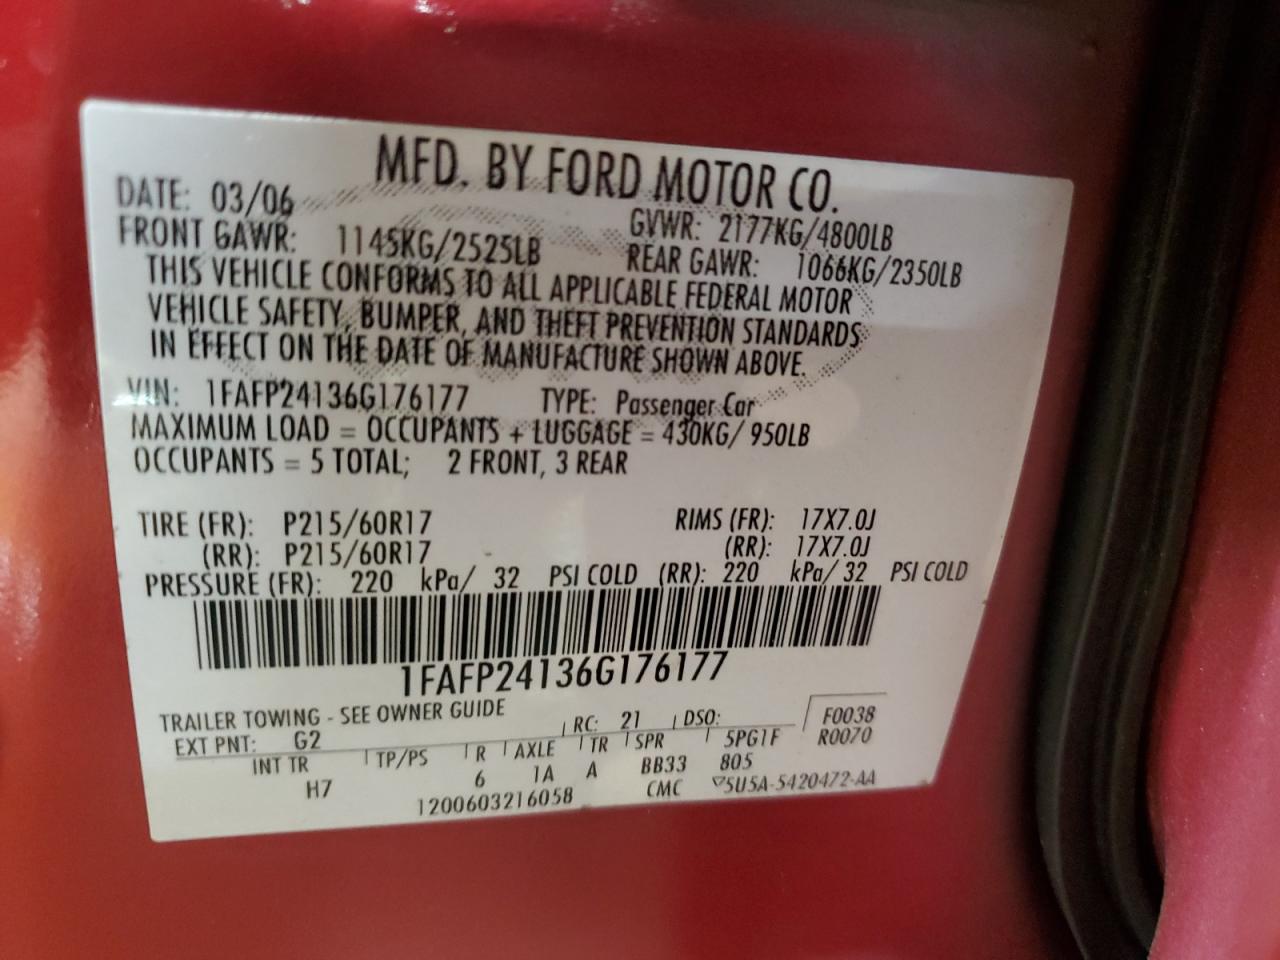 MFD. BY FORD MOTOR CO.
DATE: 03/06 GVWR: 2177KG/4800LB
FRONT GAWR: 1145KG/2525LB REAR GAWR: 1066KG/2350LB
THIS VEHICLE CONFORMS TO ALL APPLICABLE FEDERAL MOTOR
VEHICLE SAFETY, BUMPER, AND THEFT PREVENTION STANDARDS
IN EFFECT ON THE DATE OF MANUFACTURE SHOWN ABOVE.
VIN: 1FAFP24136G176177 TYPE: Passenger Car
MAXIMUM LOAD = OCCUPANTS + LUGGAGE = 430KG/ 950LB
OCCUPANTS = 5 TOTAL; 2 FRONT, 3 REAR
TIRE (FR): P215/60R17 RIMS (FR): 17X7.0J
(RR): P215/60R17 (RR): 17X7.0J
PRESSURE (FR): 220 kPa/ 32 PSI COLD (RR): 220 kPa/ 32 PSI COLD
1FAFP24136G176177
TRAILER TOWING - SEE OWNER GUIDE
EXT PNT: G2 RC: 21 DSO: F0038
INT TR TP/PS R AXLE TR SPR 5PG1F R0070
H7 6 1A A BB33 805
1200603216058 CMC 5U5A-5420472-AA